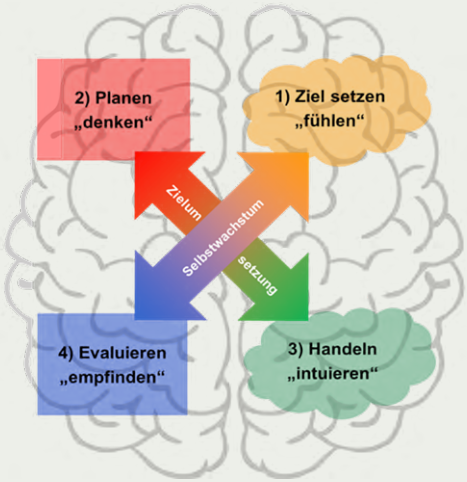 2) Planen
„denken“
1) Ziel setzen
„fühlen“
Zielum
Selbstwachstum
setzung
4) Evaluieren
„empfinden“
3) Handeln
„intuieren“